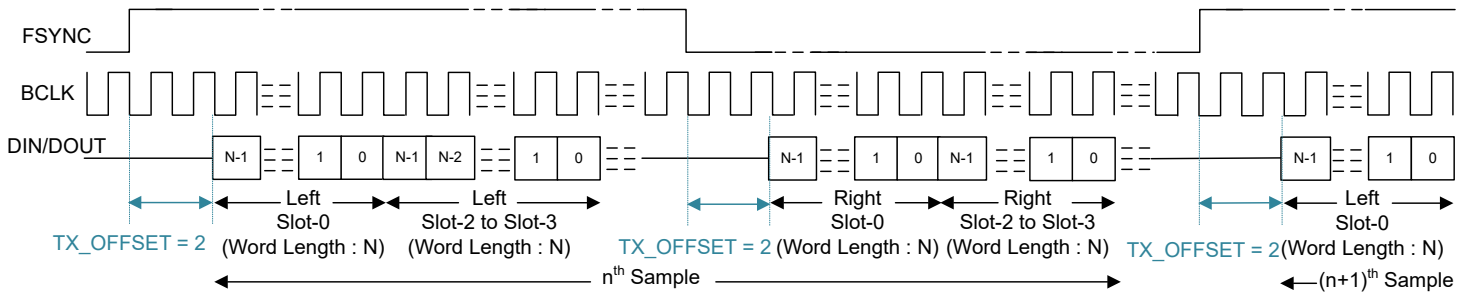 FSYNC
BCLK
DIN/DOUT
N-1 1 0 N-1 N-2 1 0 N-1 1 0 N-1 1 0 N-1 1 0
Left Left Right Right Left
Slot-0 Slot-2 to Slot-3 Slot-0 Slot-2 to Slot-3 Slot-0
TX_OFFSET = 2 (Word Length : N) (Word Length : N) TX_OFFSET = 2 (Word Length : N) (Word Length : N) TX_OFFSET = 2 (Word Length : N)
nth Sample (n+1)th Sample